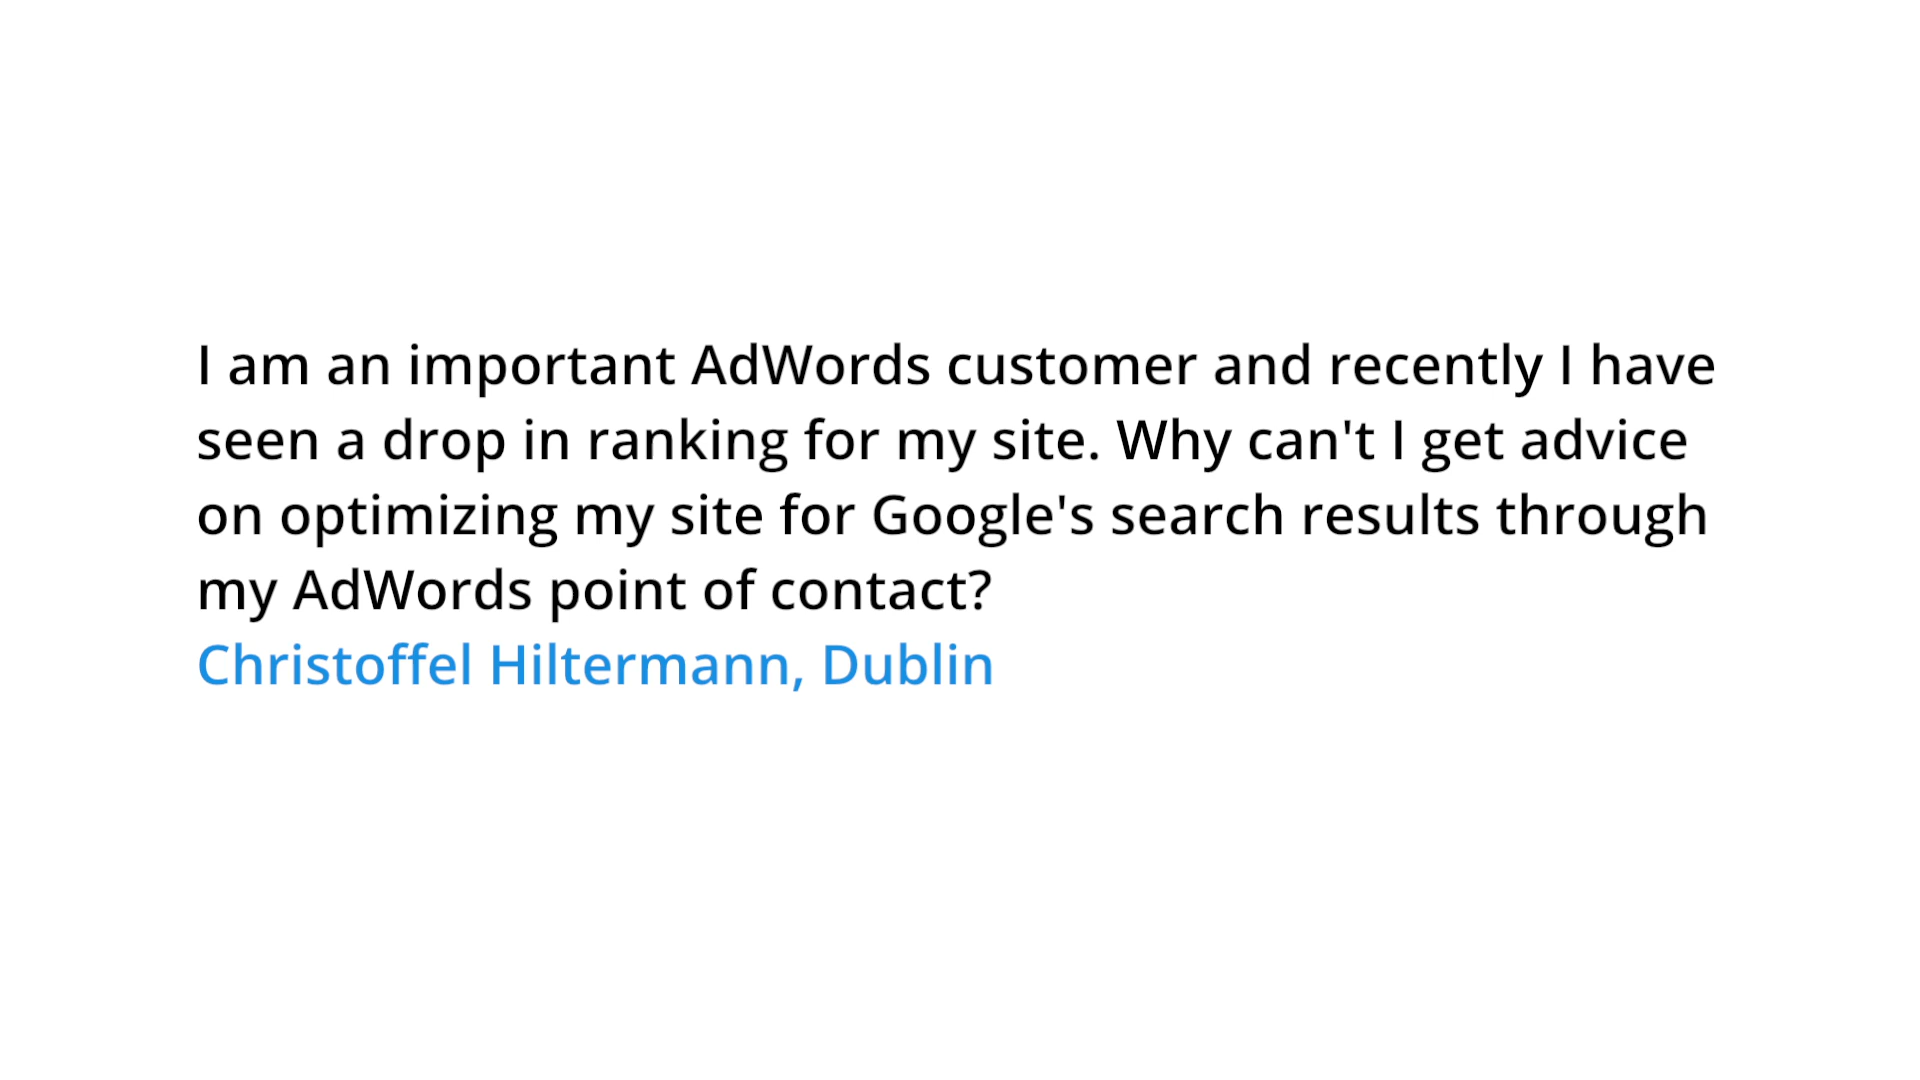 I am an important AdWords customer and recently I have
seen a drop in ranking for my site. Why can't I get advice
on optimizing my site for Google's search results through
my AdWords point of contact?
Christoffel Hiltermann, Dublin